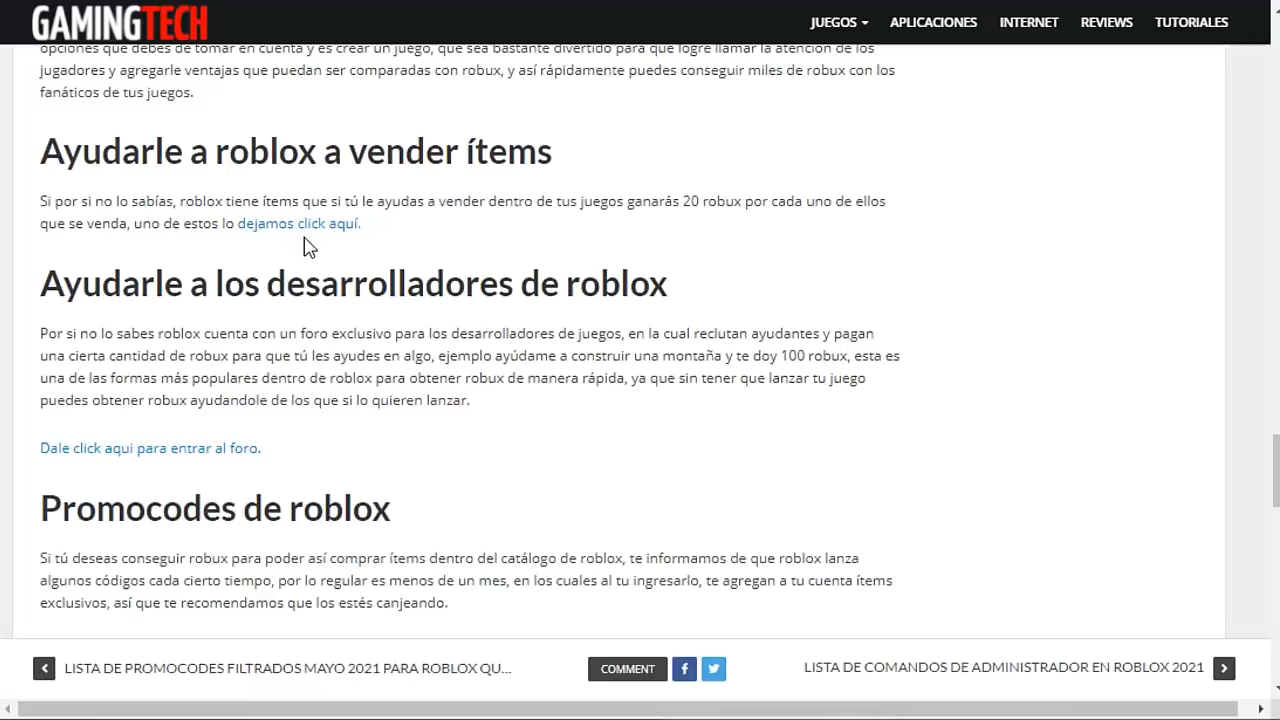 GAMINGTECH
JUEGOS APLICACIONES INTERNET REVIEWS TUTORIALES
opciones que debes de tomar en cuenta y es crear un juego, que sea bastante divertido para que logre llamar la atención de los
jugadores y agregarle ventajas que puedan ser comparadas con robux, y así rápidamente puedes conseguir miles de robux con los
fanáticos de tus juegos.
Ayudarle a roblox a vender ítems
Si por si no lo sabías, roblox tiene ítems que si tú le ayudas a vender dentro de tus juegos ganarás 20 robux por cada uno de ellos
que se venda, uno de estos lo dejamos click aquí.
Ayudarle a los desarrolladores de roblox
Por si no lo sabes roblox cuenta con un foro exclusivo para los desarrolladores de juegos, en la cual reclutan ayudantes y pagan
una cierta cantidad de robux para que tú les ayudes en algo, ejemplo ayúdame a construir una montaña y te doy 100 robux, esta es
una de las formas más populares dentro de roblox para obtener robux de manera rápida, ya que sin tener que lanzar tu juego
puedes obtener robux ayudandole de los que si lo quieren lanzar.
Dale click aqui para entrar al foro.
Promocodes de roblox
Si tú deseas conseguir robux para poder así comprar ítems dentro del catálogo de roblox, te informamos de que roblox lanza
algunos códigos cada cierto tiempo, por lo regular es menos de un mes, en los cuales al tu ingresarlo, te agregan a tu cuenta ítems
exclusivos, así que te recomendamos que los estés canjeando.
LISTA DE PROMOCODES FILTRADOS MAYO 2021 PARA ROBLOX QU... COMMENT LISTA DE COMANDOS DE ADMINISTRADOR EN ROBLOX 2021